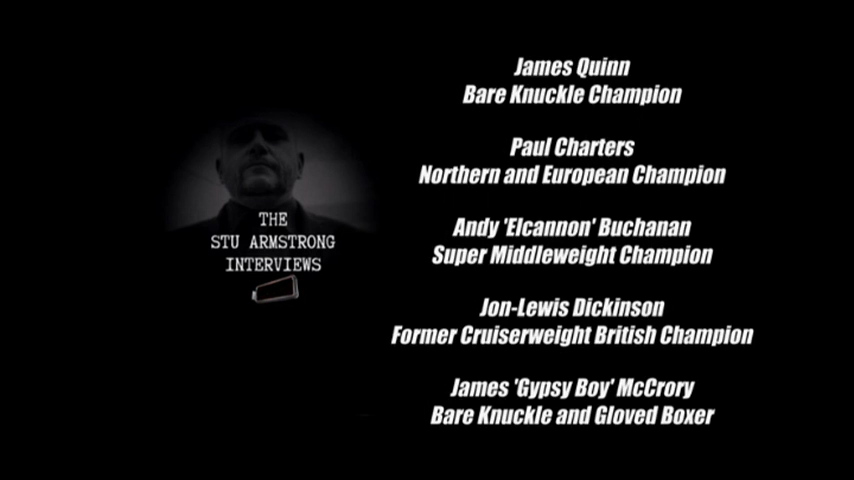 THE
STU ARMSTRONG
INTERVIEWS
James Quinn
Bare Knuckle Champion
Paul Charters
Northern and European Champion
Andy 'Elcannon' Buchanan
Super Middleweight Champion
Jon-Lewis Dickinson
Former Cruiserweight British Champion
James 'Gypsy Boy' McCrory
Bare Knuckle and Gloved Boxer